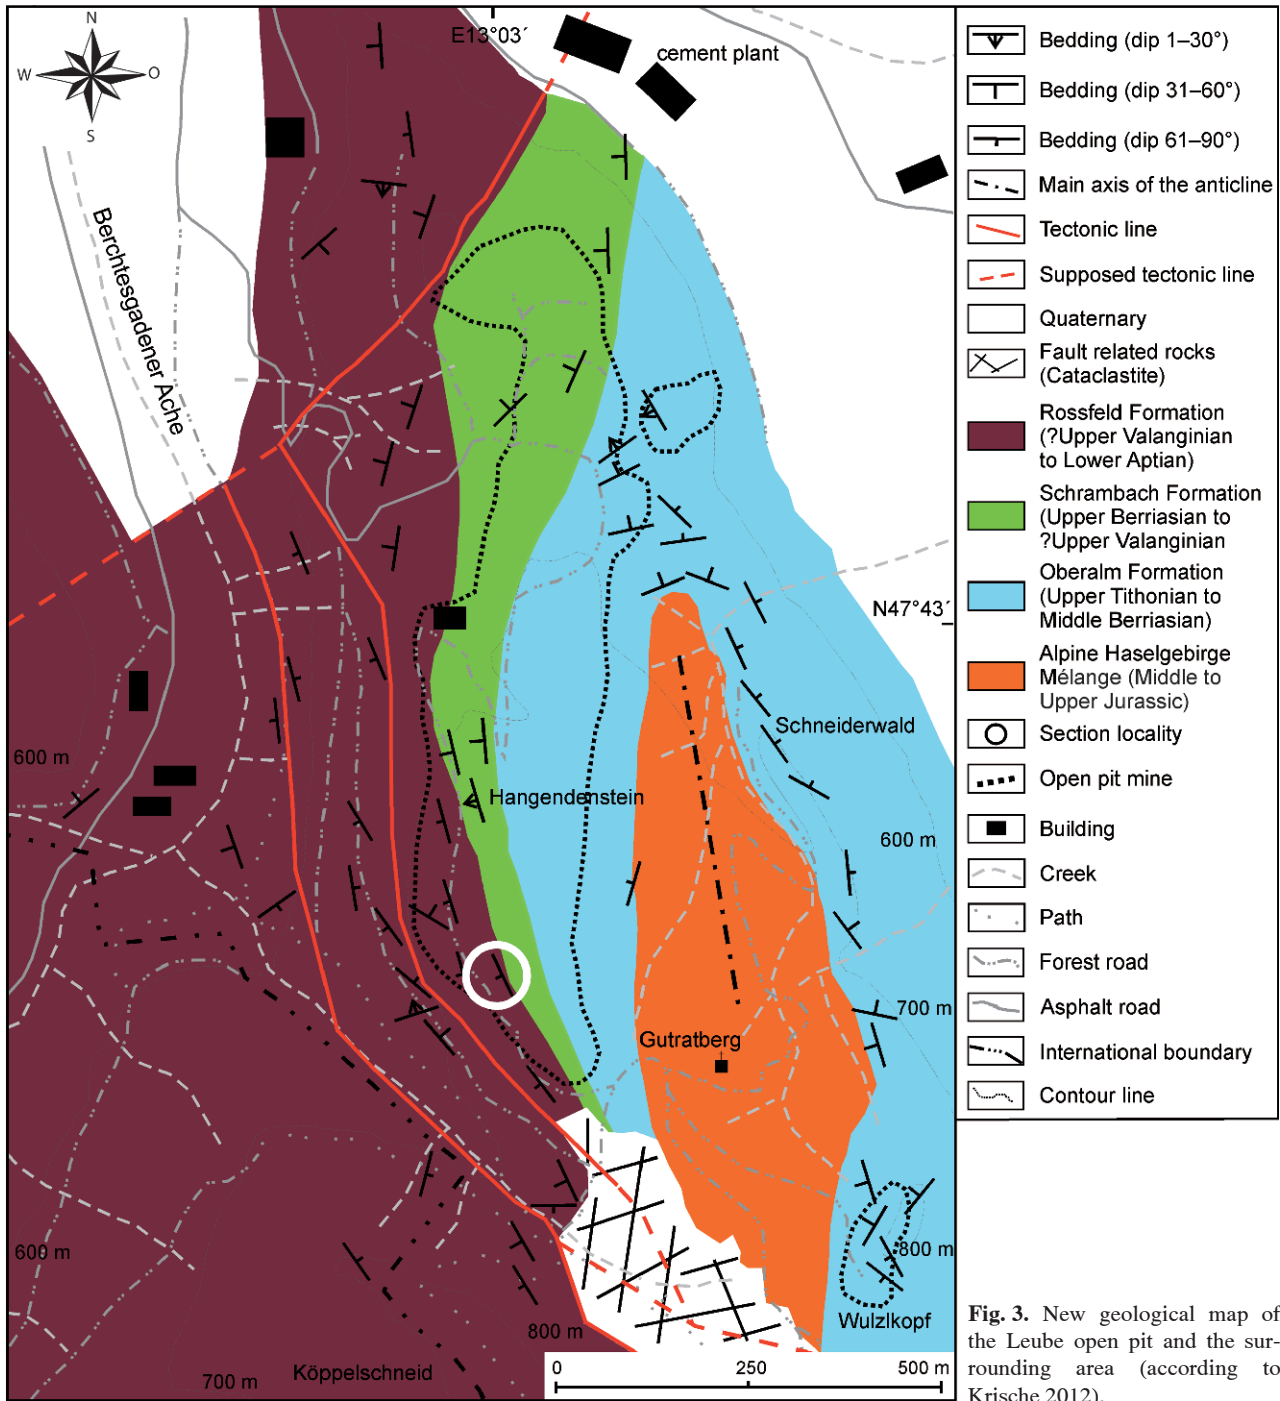 N
W
O
S
E13°03´
cement plant
Berchtesgadener Ache
N47°43´
Schneiderwald
600 m
Hangendenstein
600 m
700 m
Gutratberg
600 m
800 m
Wulzlkopf
800 m
Köppelschneid
700 m
0 250 500 m
Bedding (dip 1–30°)
Bedding (dip 31–60°)
Bedding (dip 61–90°)
Main axis of the anticline
Tectonic line
Supposed tectonic line
Quaternary
Fault related rocks
(Cataclastite)
Rossfeld Formation
(?Upper Valanginian
to Lower Aptian)
Schrambach Formation
(Upper Berriasian to
?Upper Valanginian
Oberalm Formation
(Upper Tithonian to
Middle Berriasian)
Alpine Haselgebirge
Mélange (Middle to
Upper Jurassic)
Section locality
Open pit mine
Building
Creek
Path
Forest road
Asphalt road
International boundary
Contour line
Fig. 3. New geological map of
the Leube open pit and the sur-
rounding area (according to
Krische 2012).